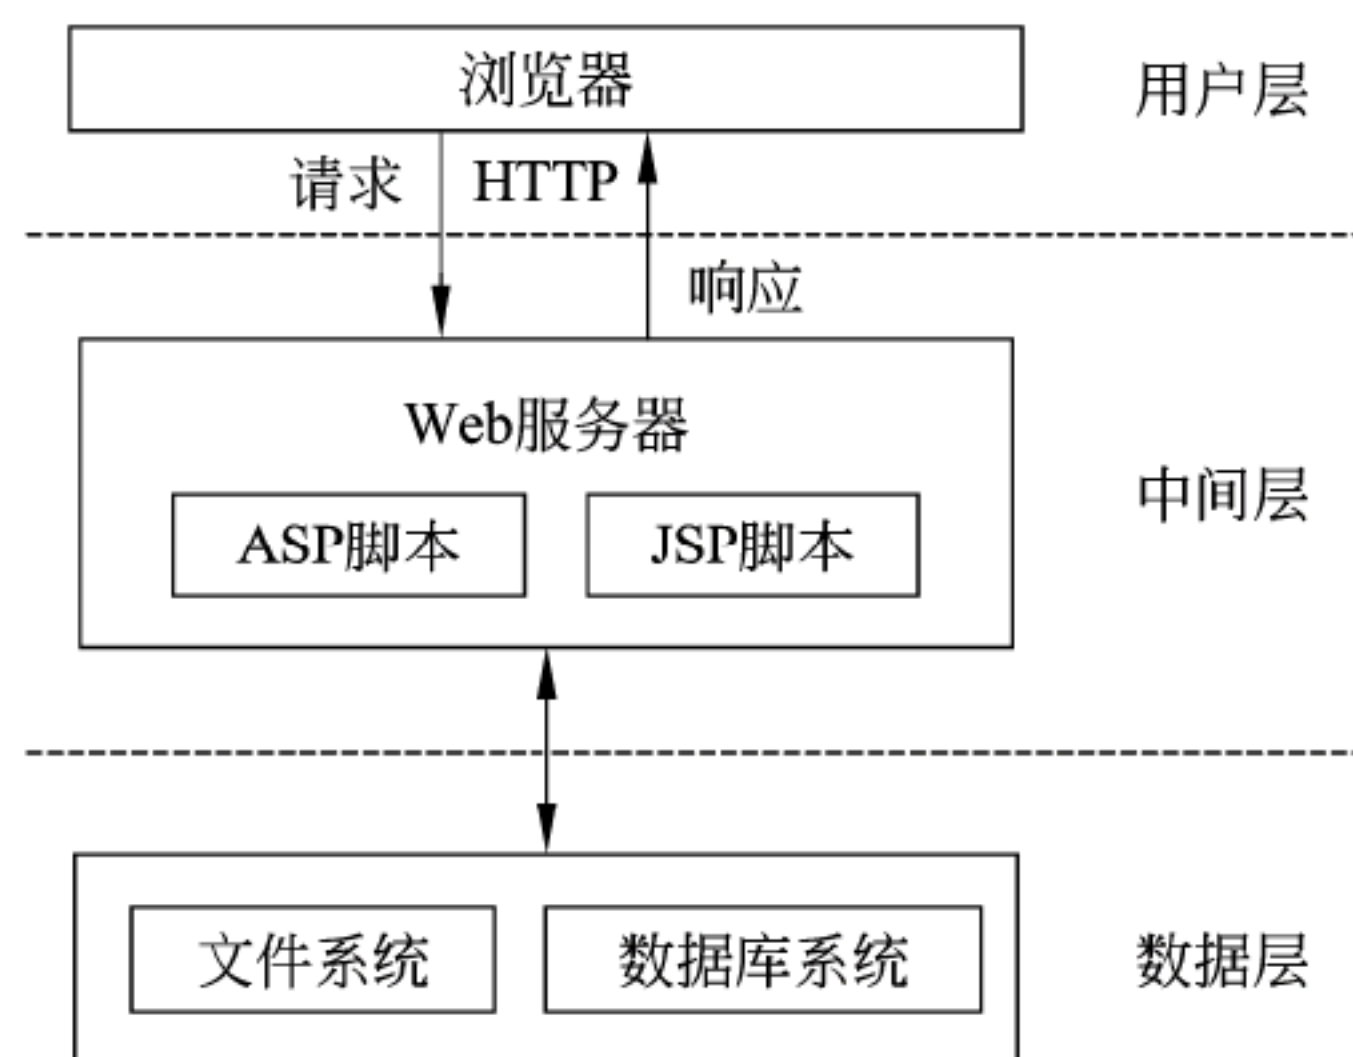 浏览器
用户层
请求
HTTP
响应
Web服务器
中间层
ASP脚本
JSP脚本
文件系统
数据库系统
数据层